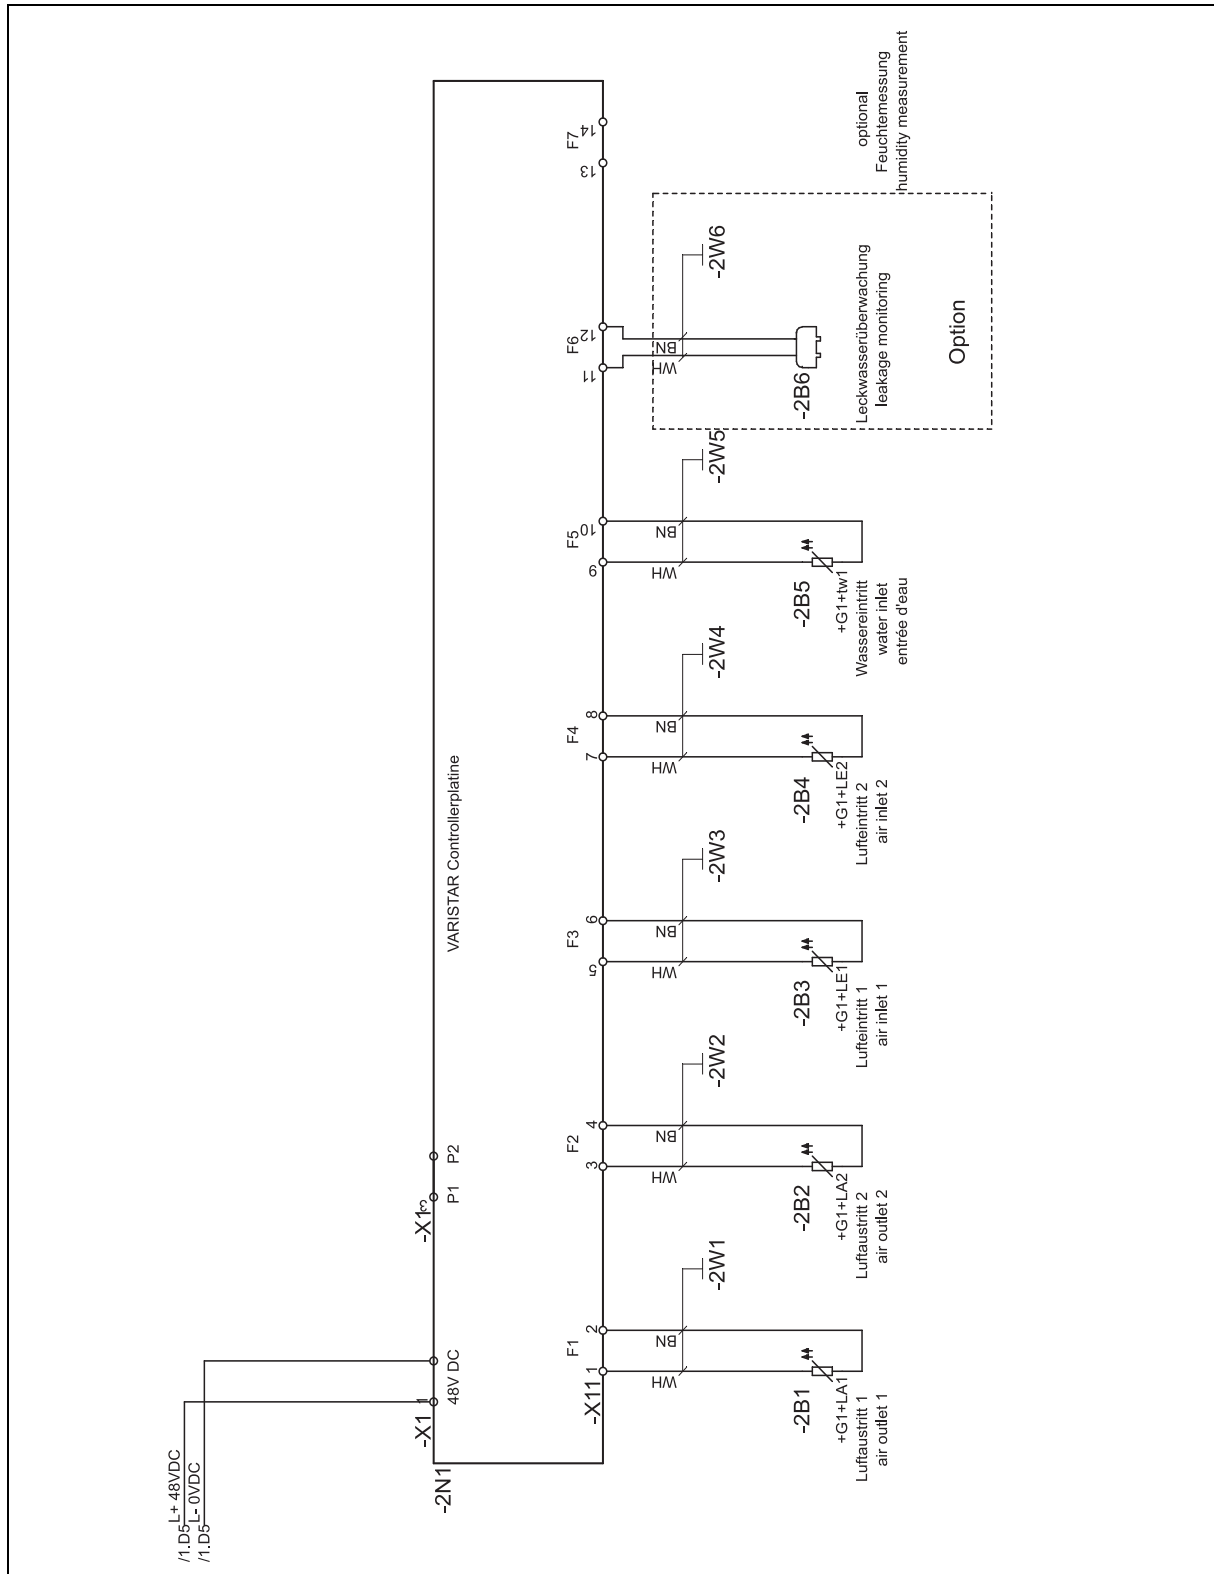 /1.D5 L+ 48VDC
/1.D5 L- 0VDC
-2N1
-X1
1
48V DC
-X1
3
P1
P2
VARISTAR Controllerplatine
-X11
1
F1
2
WH
BN
-2W1
-2B1
+G1+LA1
Luftaustritt 1
air outlet 1
3
F2
4
WH
BN
-2W2
-2B2
+G1+LA2
Luftaustritt 2
air outlet 2
5
F3
6
WH
BN
-2W3
-2B3
+G1+LE1
Lufteintritt 1
air inlet 1
7
F4
8
WH
BN
-2W4
-2B4
+G1+LE2
Lufteintritt 2
air inlet 2
9
F5
10
WH
BN
-2W5
-2B5
+G1+tw1
Wassereintritt
water inlet
entrée d'eau
11
F6
12
WH
BN
-2W6
-2B6
Leckwasserüberwachung
leakage monitoring
Option
13
F7
14
optional
Feuchtemessung
humidity measurement